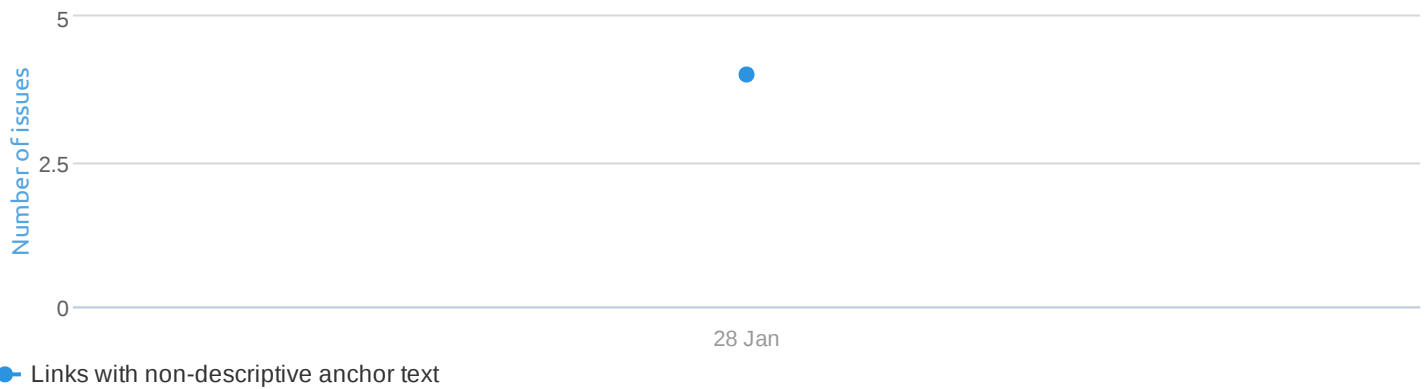 5
Number of issues
2.5
0
28 Jan
Links with non-descriptive anchor text